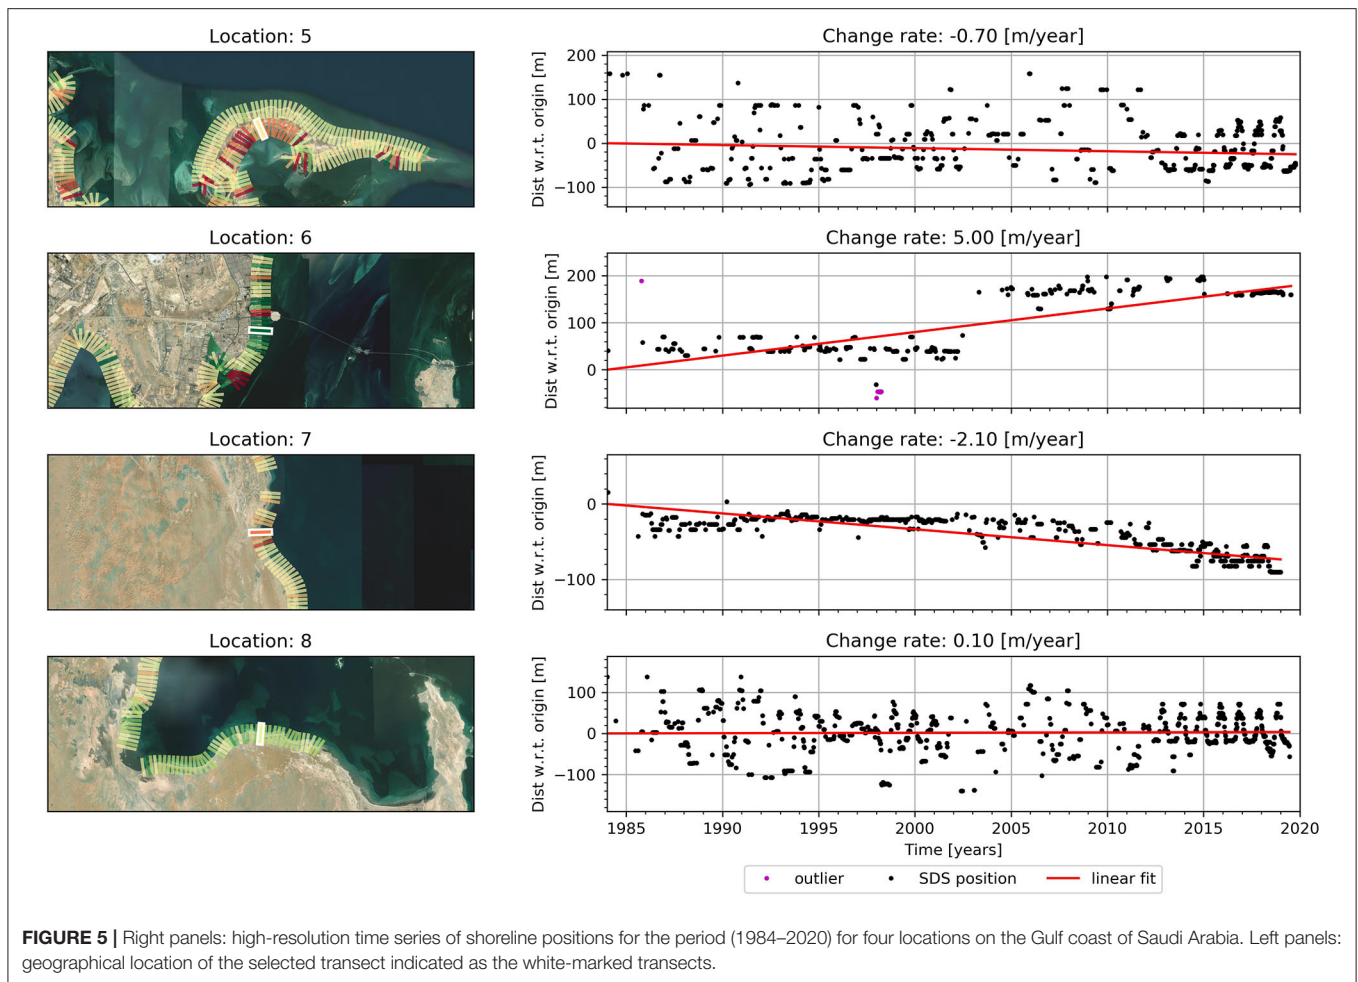 Location: 5
Change rate: -0.70 [m/year]
Dist w.r.t. origin [m]
200
100
0
−100
Location: 6
Change rate: 5.00 [m/year]
Dist w.r.t. origin [m]
200
100
0
Location: 7
Change rate: -2.10 [m/year]
Dist w.r.t. origin [m]
0
−100
Location: 8
Change rate: 0.10 [m/year]
Dist w.r.t. origin [m]
100
0
−100
1985 1990 1995 2000 2005 2010 2015 2020
Time [years]
outlier SDS position linear fit
FIGURE 5 | Right panels: high-resolution time series of shoreline positions for the period (1984–2020) for four locations on the Gulf coast of Saudi Arabia. Left panels:
geographical location of the selected transect indicated as the white-marked transects.